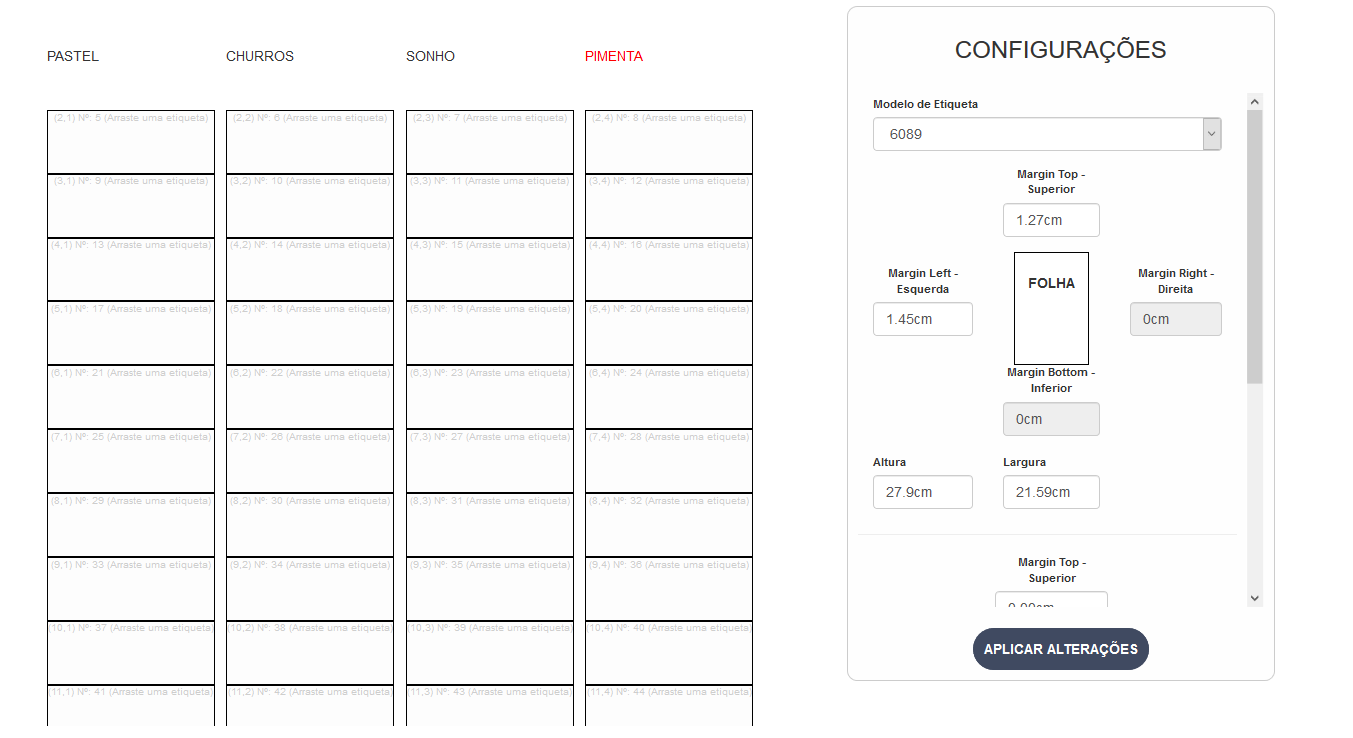 PASTEL CHURROS SONHO PIMENTA
(2,1) Nº: 5 (Arraste uma etiqueta) (2,2) Nº: 6 (Arraste uma etiqueta) (2,3) Nº: 7 (Arraste uma etiqueta) (2,4) Nº: 8 (Arraste uma etiqueta)
(3,1) Nº: 9 (Arraste uma etiqueta) (3,2) Nº: 10 (Arraste uma etiqueta) (3,3) Nº: 11 (Arraste uma etiqueta) (3,4) Nº: 12 (Arraste uma etiqueta)
(4,1) Nº: 13 (Arraste uma etiqueta) (4,2) Nº: 14 (Arraste uma etiqueta) (4,3) Nº: 15 (Arraste uma etiqueta) (4,4) Nº: 16 (Arraste uma etiqueta)
(5,1) Nº: 17 (Arraste uma etiqueta) (5,2) Nº: 18 (Arraste uma etiqueta) (5,3) Nº: 19 (Arraste uma etiqueta) (5,4) Nº: 20 (Arraste uma etiqueta)
(6,1) Nº: 21 (Arraste uma etiqueta) (6,2) Nº: 22 (Arraste uma etiqueta) (6,3) Nº: 23 (Arraste uma etiqueta) (6,4) Nº: 24 (Arraste uma etiqueta)
(7,1) Nº: 25 (Arraste uma etiqueta) (7,2) Nº: 26 (Arraste uma etiqueta) (7,3) Nº: 27 (Arraste uma etiqueta) (7,4) Nº: 28 (Arraste uma etiqueta)
(8,1) Nº: 29 (Arraste uma etiqueta) (8,2) Nº: 30 (Arraste uma etiqueta) (8,3) Nº: 31 (Arraste uma etiqueta) (8,4) Nº: 32 (Arraste uma etiqueta)
(9,1) Nº: 33 (Arraste uma etiqueta) (9,2) Nº: 34 (Arraste uma etiqueta) (9,3) Nº: 35 (Arraste uma etiqueta) (9,4) Nº: 36 (Arraste uma etiqueta)
(10,1) Nº: 37 (Arraste uma etiqueta) (10,2) Nº: 38 (Arraste uma etiqueta) (10,3) Nº: 39 (Arraste uma etiqueta) (10,4) Nº: 40 (Arraste uma etiqueta)
(11,1) Nº: 41 (Arraste uma etiqueta) (11,2) Nº: 42 (Arraste uma etiqueta) (11,3) Nº: 43 (Arraste uma etiqueta) (11,4) Nº: 44 (Arraste uma etiqueta)
CONFIGURAÇÕES
Modelo de Etiqueta
6089
Margin Top -
Superior
1.27cm
Margin Left -
Esquerda
1.45cm
FOLHA
Margin Right -
Direita
0cm
Margin Bottom -
Inferior
0cm
Altura Largura
27.9cm 21.59cm
Margin Top -
Superior
APLICAR ALTERAÇÕES